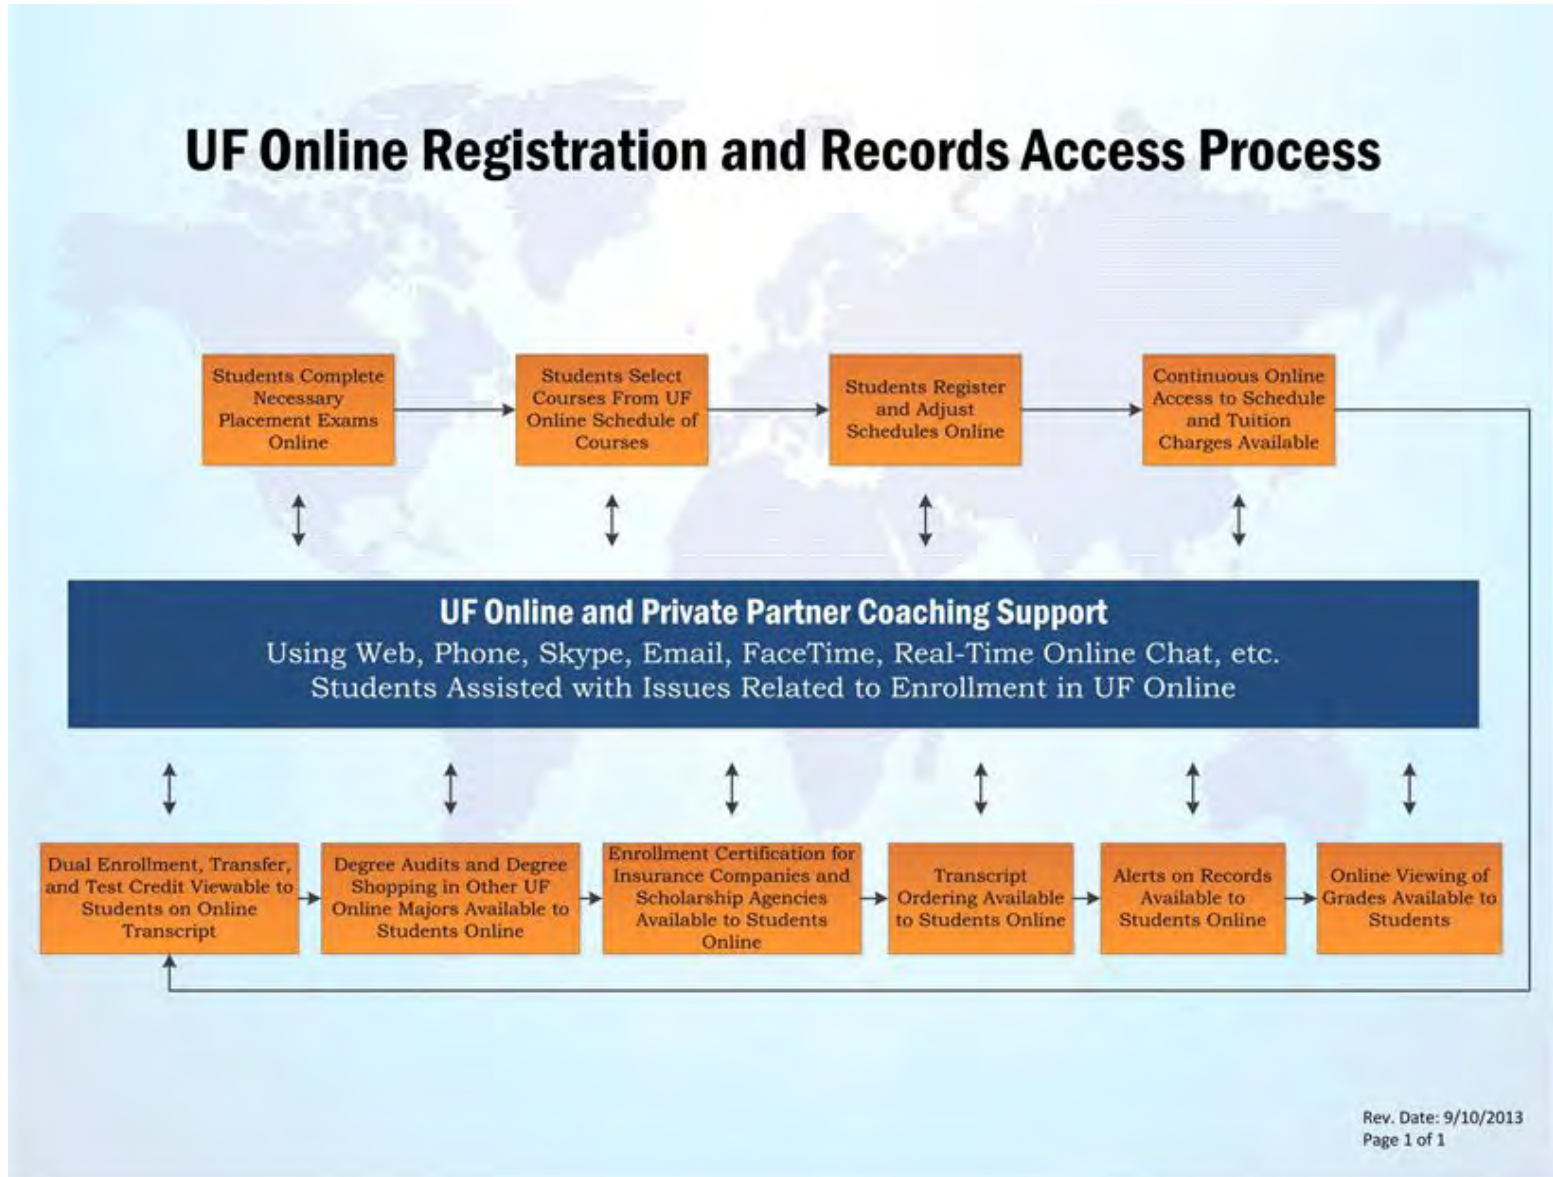 UF Online Registration and Records Access Process
Students Complete
Necessary
Placement Exams
Online
Students Select
Courses From UF
Online Schedule of
Courses
Students Register
and Adjust
Schedules Online
Continuous Online
Access to Schedule
and Tuition
Charges Available
UF Online and Private Partner Coaching Support
Using Web, Phone, Skype, Email, FaceTime, Real-Time Online Chat, etc.
Students Assisted with Issues Related to Enrollment in UF Online
Dual Enrollment, Transfer,
and Test Credit Viewable to
Students on Online
Transcript
Degree Audits and Degree
Shopping in Other UF
Online Majors Available to
Students Online
Enrollment Certification for
Insurance Companies and
Scholarship Agencies
Available to Students
Online
Transcript
Ordering Available
to Students Online
Alerts on Records
Available to
Students Online
Online Viewing of
Grades Available to
Students
Rev. Date: 9/10/2013
Page 1 of 1